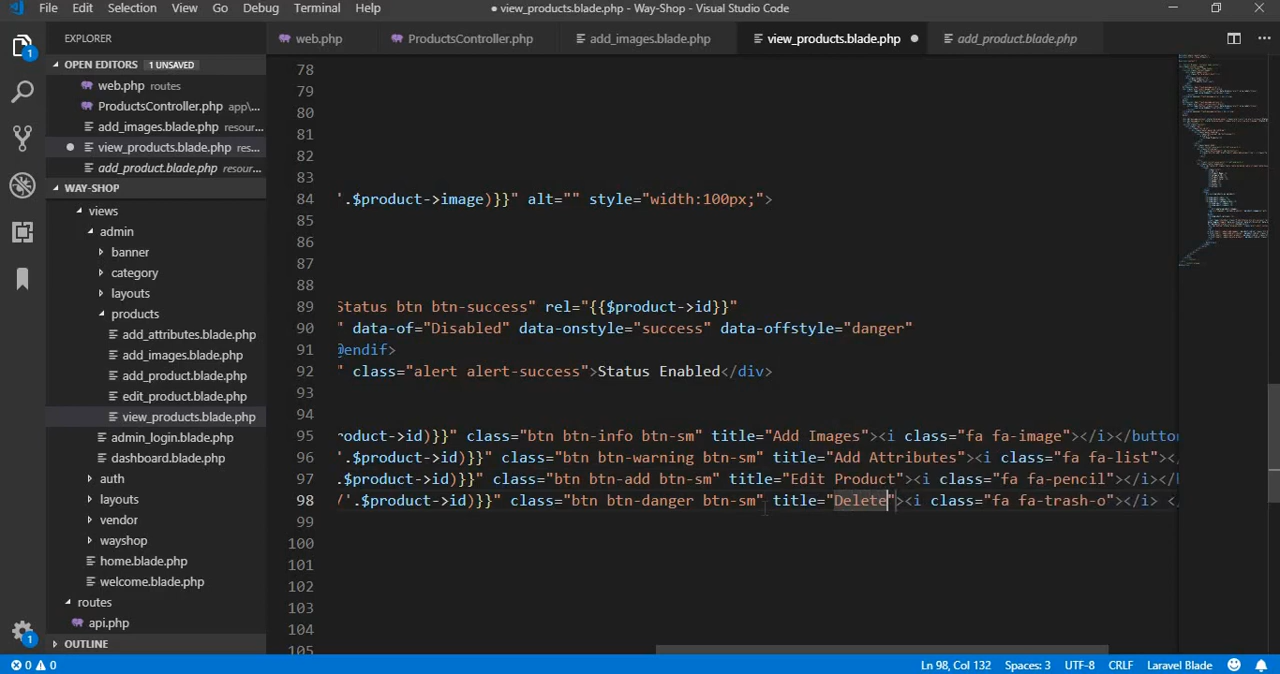 File Edit Selection View Go Debug Terminal Help ● view_products.blade.php - Way-Shop - Visual Studio Code
EXPLORER
web.php ProductsController.php add_images.blade.php view_products.blade.php ● add_product.blade.php
OPEN EDITORS 1 UNSAVED
web.php routes
ProductsController.php app\...
add_images.blade.php resour...
● view_products.blade.php res...
add_product.blade.php resour...
WAY-SHOP
views
admin
banner
category
layouts
products
add_attributes.blade.php
add_images.blade.php
add_product.blade.php
edit_product.blade.php
view_products.blade.php
admin_login.blade.php
dashboard.blade.php
auth
layouts
vendor
wayshop
home.blade.php
welcome.blade.php
routes
api.php
OUTLINE
1
1
78
79
80
81
82
83
84 '.$product->image)}}" alt="" style="width:100px;">
85
86
87
88
89 Status btn btn-success" rel="{{$product->id}}"
90 " data-of="Disabled" data-onstyle="success" data-offstyle="danger"
91 @endif>
92 " class="alert alert-success">Status Enabled</div>
93
94
95 roduct->id)}}" class="btn btn-info btn-sm" title="Add Images"><i class="fa fa-image"></i></button
96 '.$product->id)}}" class="btn btn-warning btn-sm" title="Add Attributes"><i class="fa fa-list"></
97 .$product->id)}}" class="btn btn-add btn-sm" title="Edit Product"><i class="fa fa-pencil"></i></b
98 /'.$product->id)}}" class="btn btn-danger btn-sm" title="Delete"><i class="fa fa-trash-o"></i> </
99
100
101
102
103
104
105
0 0 Ln 98, Col 132 Spaces: 3 UTF-8 CRLF Laravel Blade